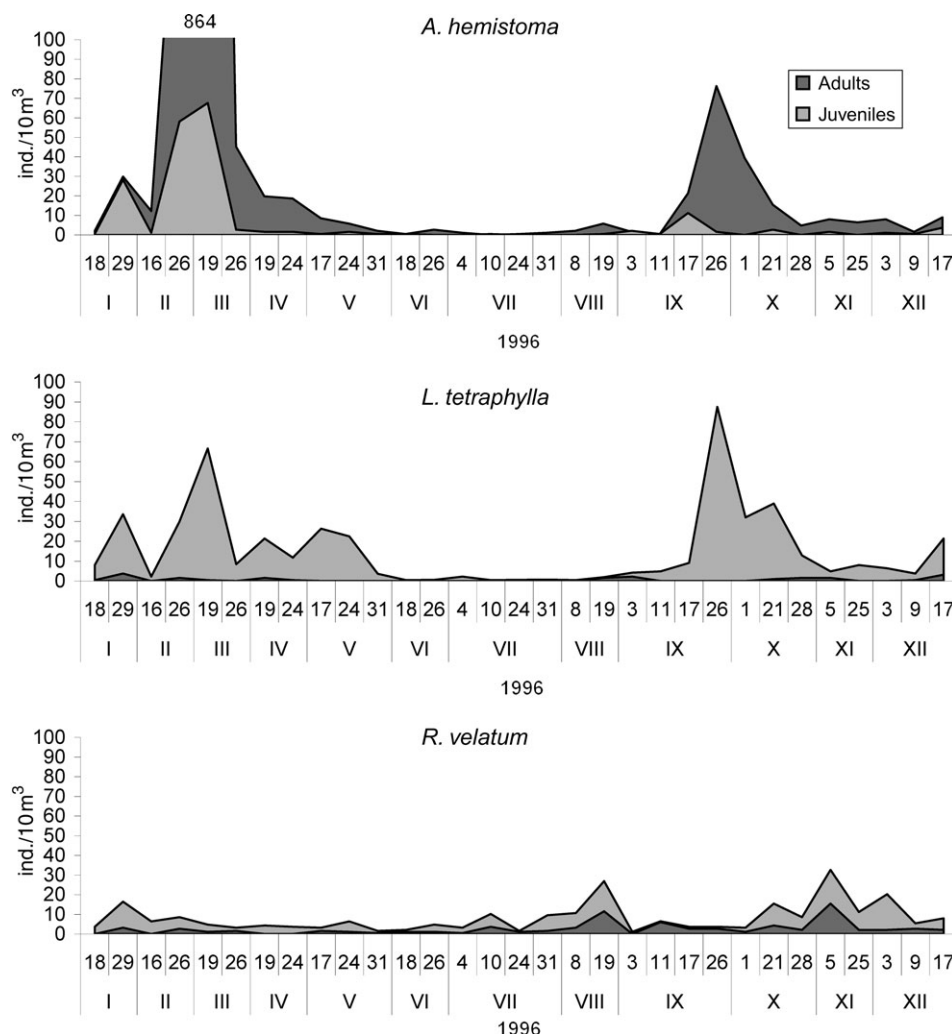 864
A. hemistoma
100
90
80
70
60
50
40
30
20
10
0
ind./10m³
Adults
Juveniles
18 29 16 26 19 26 19 24 17 24 31 18 26 4 10 24 31 8 19 3 11 17 26 1 21 28 5 25 3 9 17
I II III IV V VI VII VIII IX X XI XII
1996
L. tetraphylla
100
90
80
70
60
50
40
30
20
10
0
ind./10m³
18 29 16 26 19 26 19 24 17 24 31 18 26 4 10 24 31 8 19 3 11 17 26 1 21 28 5 25 3 9 17
I II III IV V VI VII VIII IX X XI XII
1996
R. velatum
100
90
80
70
60
50
40
30
20
10
0
ind./10m³
18 29 16 26 19 26 19 24 17 24 31 18 26 4 10 24 31 8 19 3 11 17 26 1 21 28 5 25 3 9 17
I II III IV V VI VII VIII IX X XI XII
1996